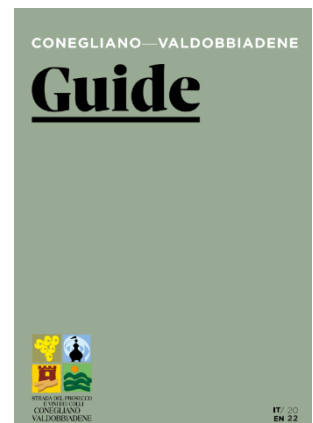 CONEGLIANO—VALDOBBIADENE
Guide
STRADA DEL PROSECCO
E VINI DEI COLLI
CONEGLIANO
VALDOBBIADENE
IT/ 20
EN 22